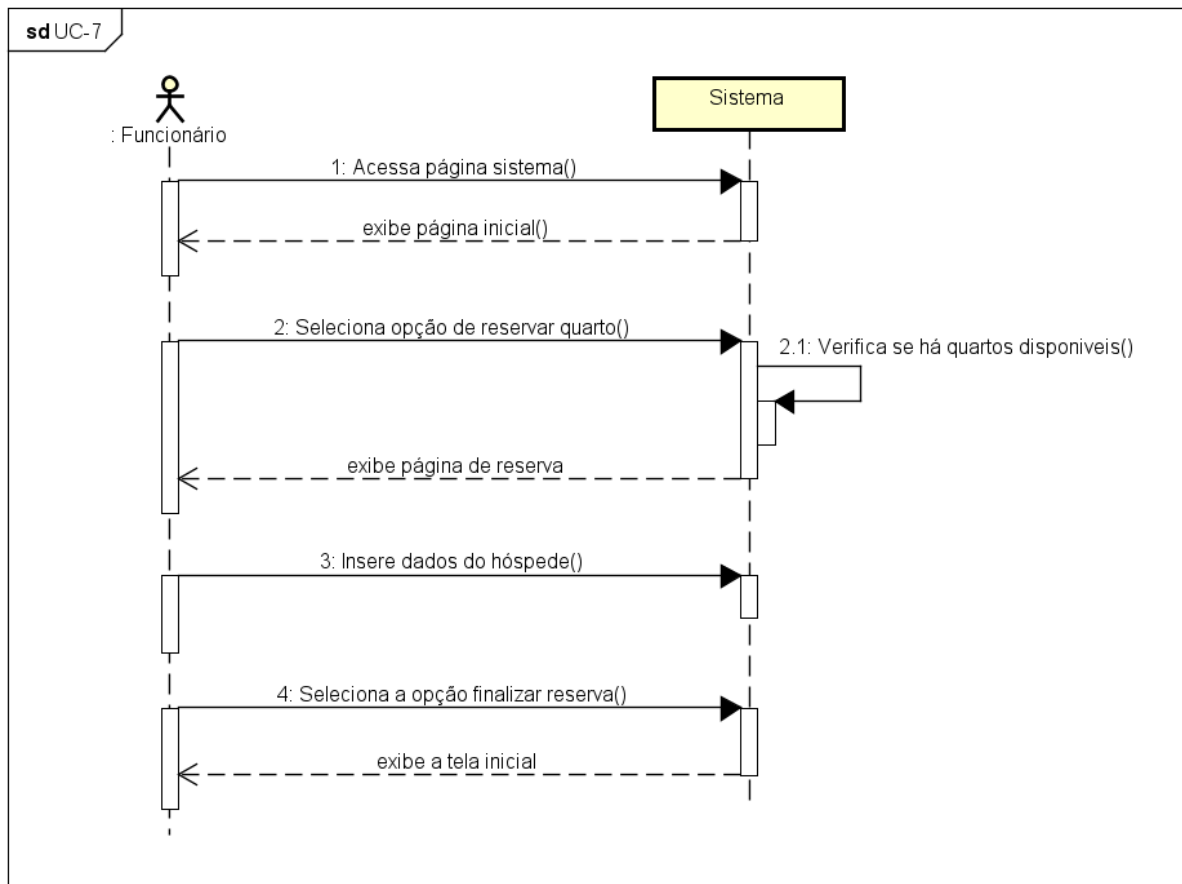 sd UC-7
Sistema
: Funcionário
1: Acessa página sistema()
exibe página inicial()
2: Seleciona opção de reservar quarto()
2.1: Verifica se há quartos disponiveis()
exibe página de reserva
3: Insere dados do hóspede()
4: Seleciona a opção finalizar reserva()
exibe a tela inicial